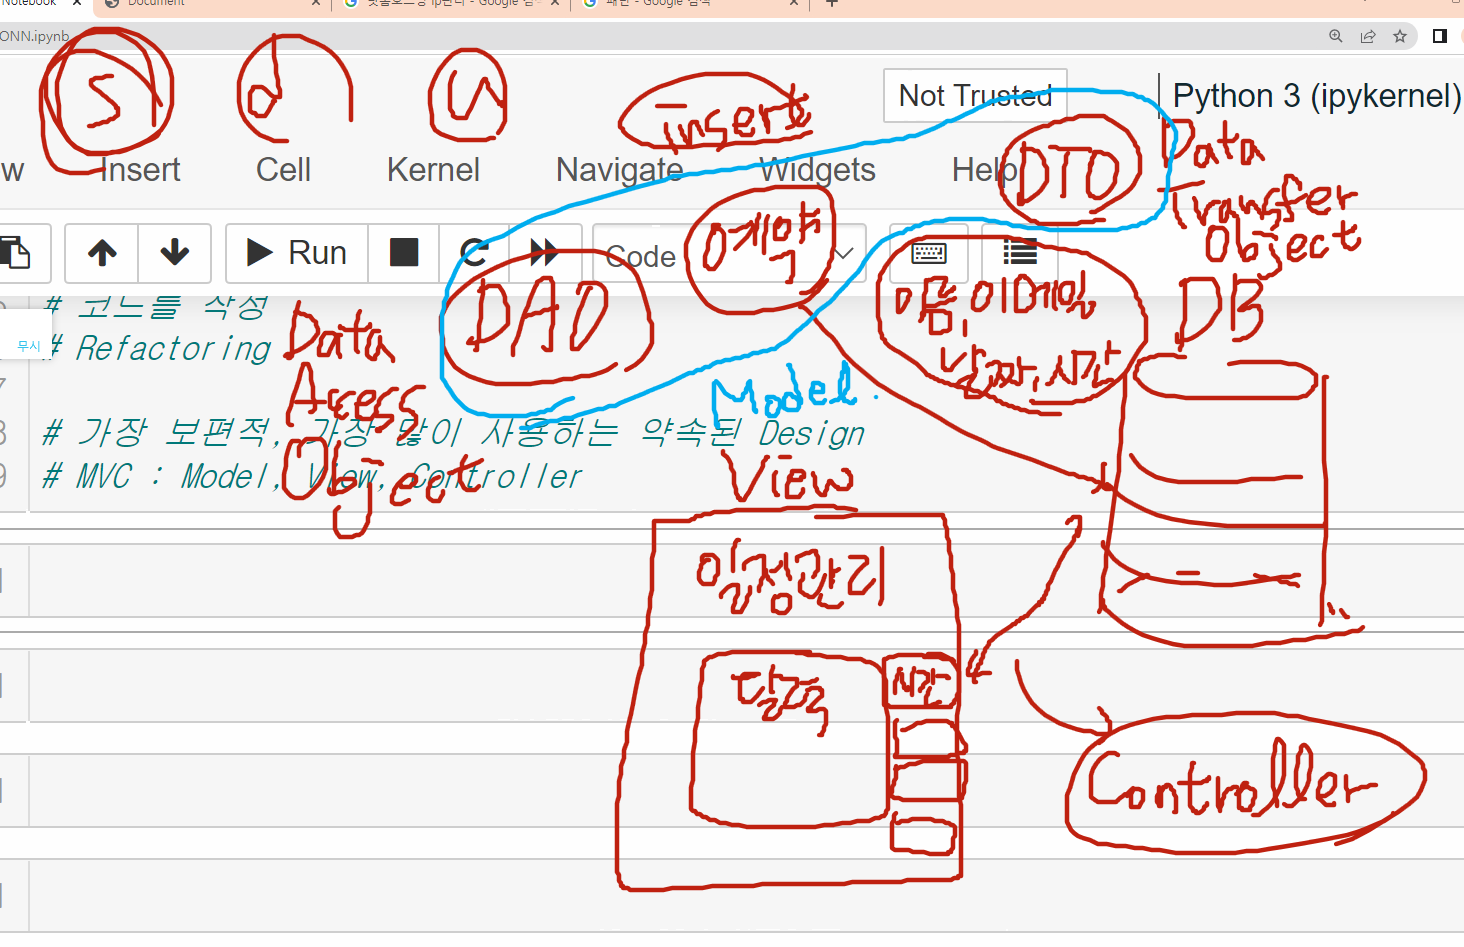 Notebook
Document
ONN.ipynb
s d u insert
Not Trusted
Python 3 (ipykernel)
w Insert Cell Kernel Navigate Widgets Help
DTO
Data
Transfer
Object
Run
Code
예약
DAO
Data
Access
Object
이름, 이메일
날짜, 시간
DB
# 코드를 작성
무시
# Refactoring
7
Model.
8 # 가장 보편적, 가장 많이 사용하는 약속된 Design
9 # MVC : Model, View, Controller
View
일정관리
달력
시간
Controller